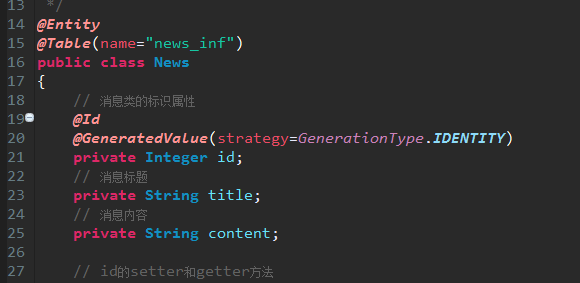 13 */
14 @Entity
15 @Table(name="news_inf")
16 public class News
17 {
18 // 消息类的标识属性
19 @Id
20 @GeneratedValue(strategy=GenerationType.IDENTITY)
21 private Integer id;
22 // 消息标题
23 private String title;
24 // 消息内容
25 private String content;
26
27 // id的setter和getter方法